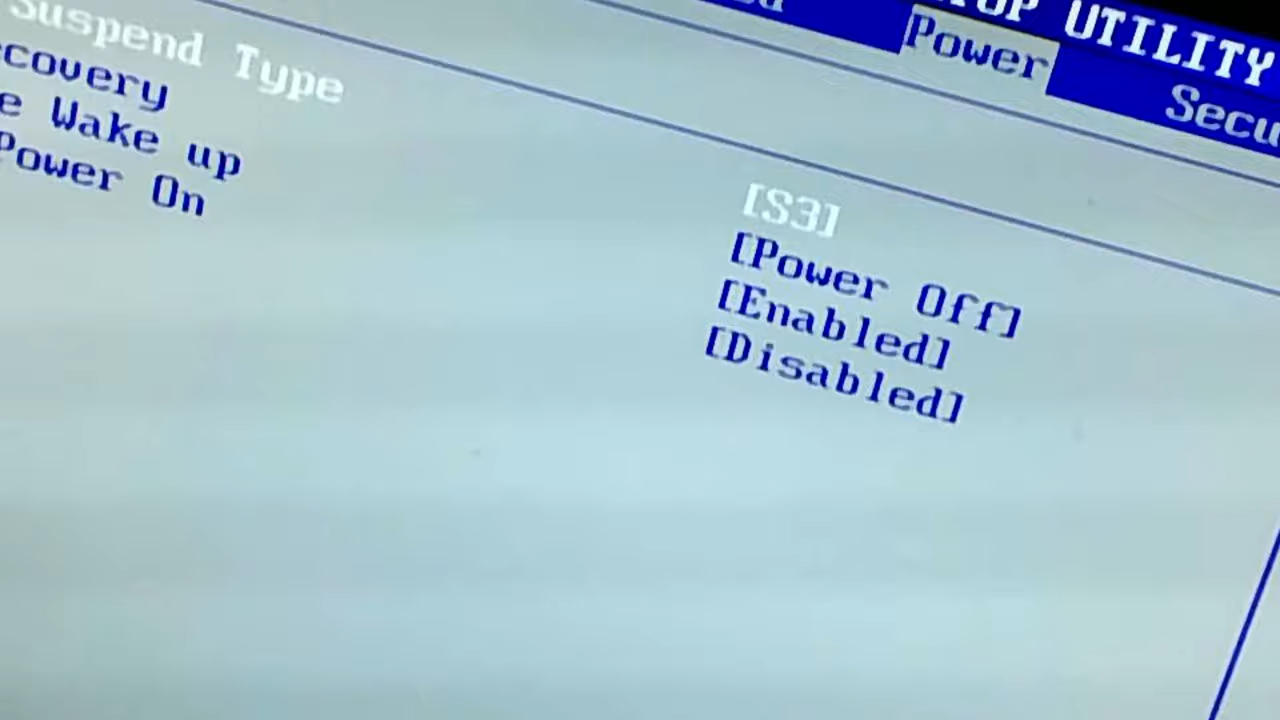 UTILITY
Power
Secu
Suspend Type [S3]
covery [Power Off]
e Wake up [Enabled]
Power On [Disabled]